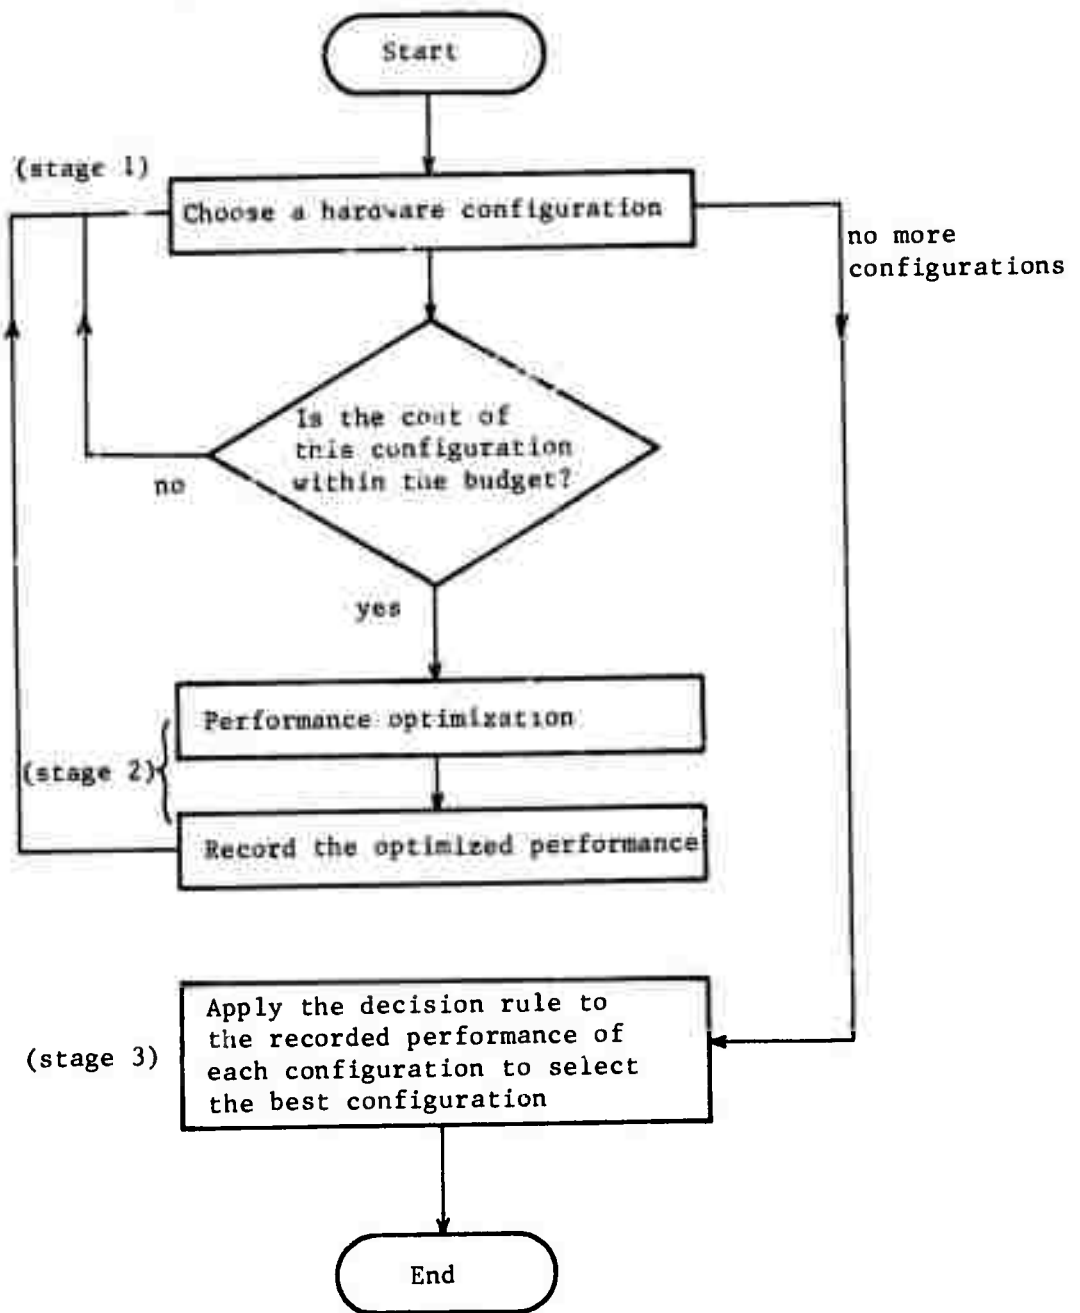 Start
(stage 1)
Choose a hardware configuration
no more
configurations
Is the cost of
this configuration
within the budget?
no
yes
Performance optimization
(stage 2)
Record the optimized performance
Apply the decision rule to
the recorded performance of
each configuration to select
the best configuration
(stage 3)
End